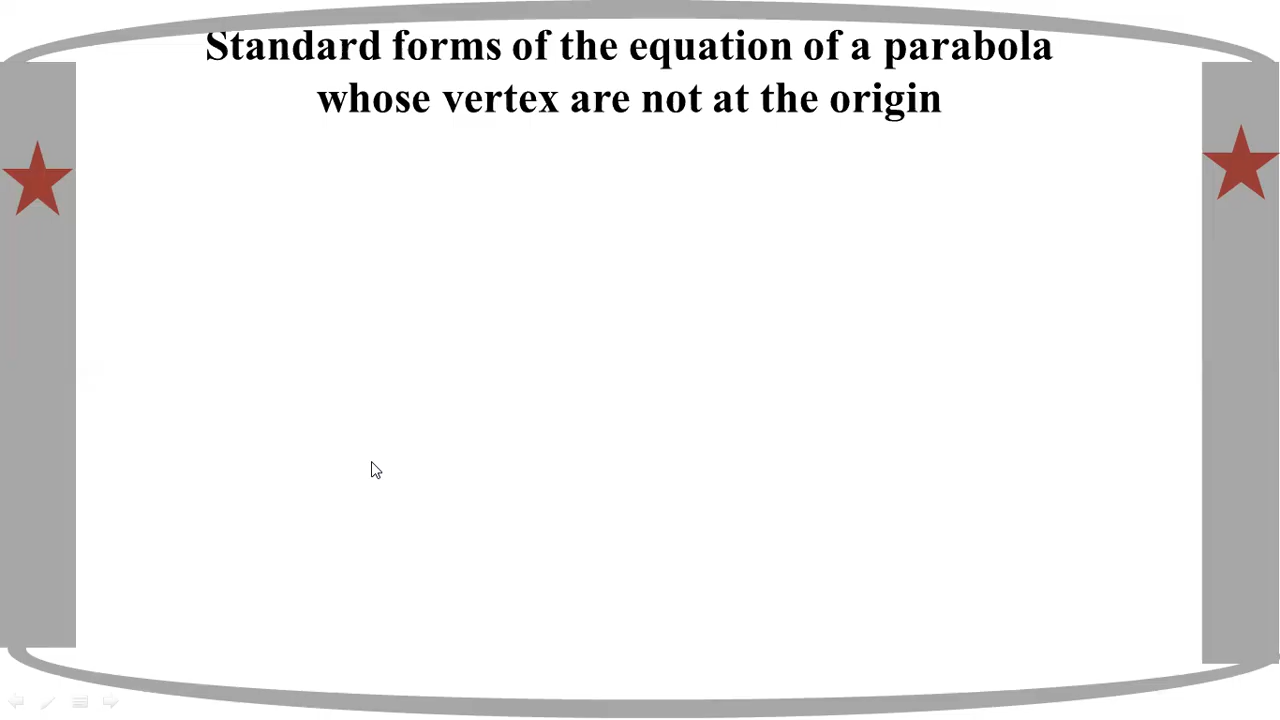 Standard forms of the equation of a parabola
whose vertex are not at the origin